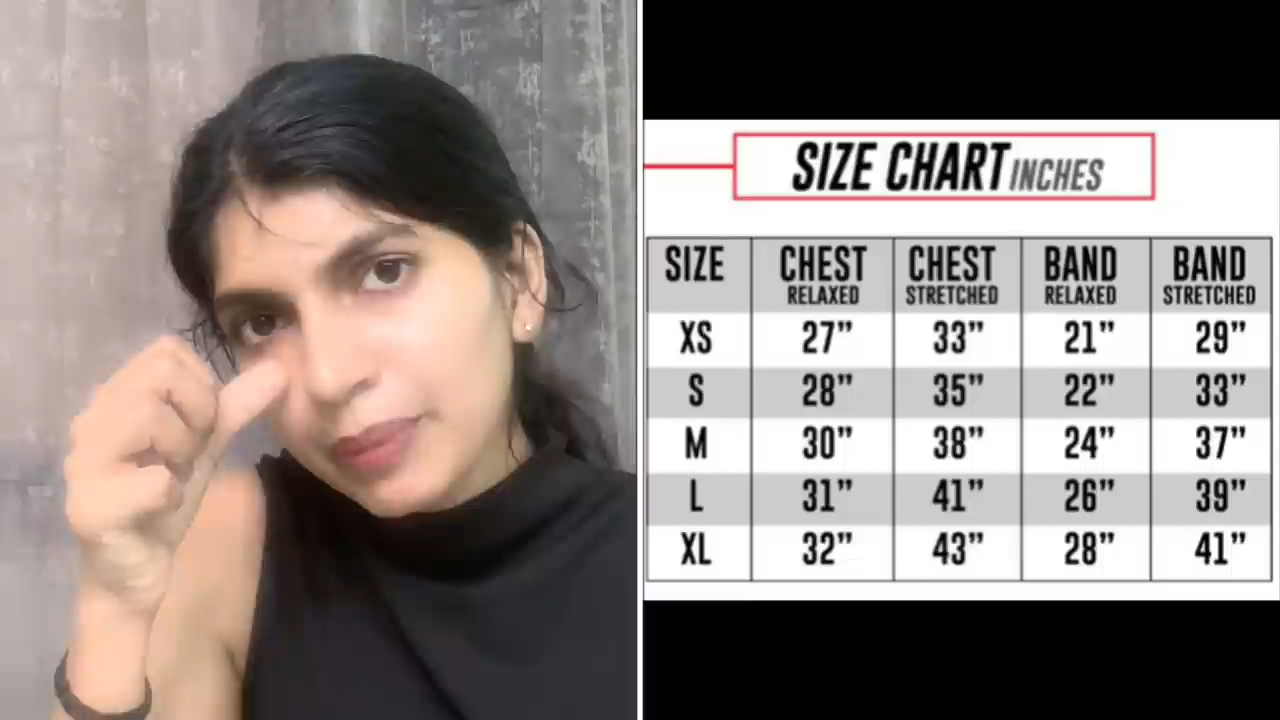 SIZE CHART INCHES
SIZE CHEST RELAXED CHEST STRETCHED BAND RELAXED BAND STRETCHED
XS 27” 33” 21” 29”
S 28” 35” 22” 33”
M 30” 38” 24” 37”
L 31” 41” 26” 39”
XL 32” 43” 28” 41”